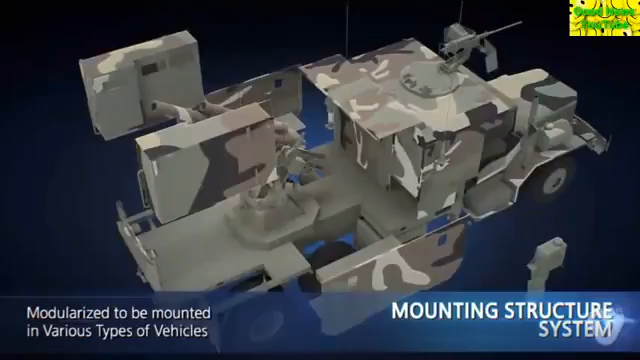 Modularized to be mounted
in Various Types of Vehicles
MOUNTING STRUCTURE
SYSTEM